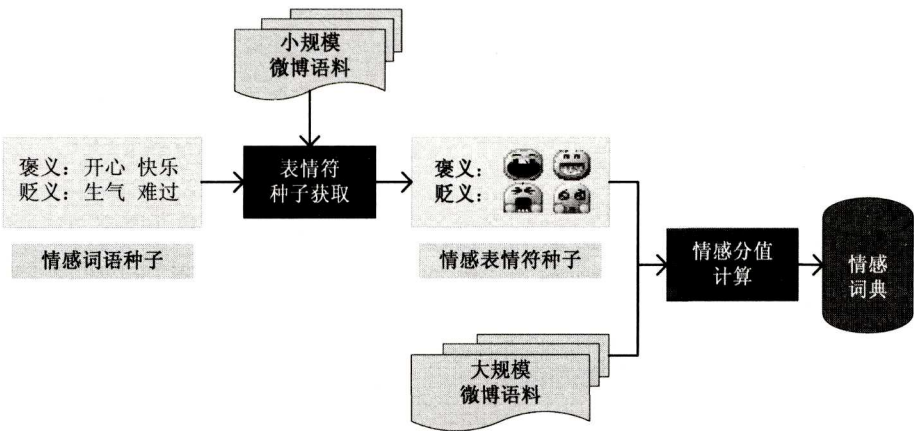 小规模
微博语料
褒义：开心 快乐
贬义：生气 难过
情感词语种子
表情符
种子获取
褒义：
贬义：
情感表情符种子
大规模
微博语料
情感分值
计算
情感
词典